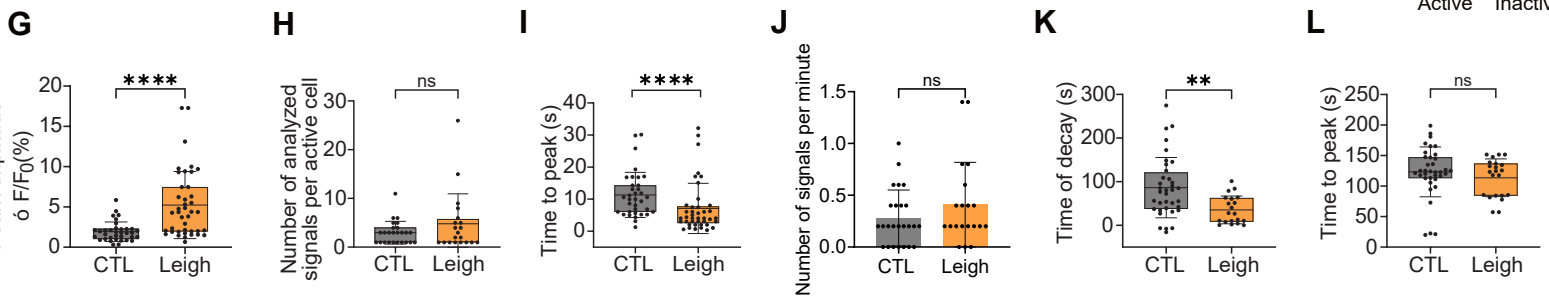 Active
G
H
I
J
K
L
ó F/F₀(%)
20
15
10
5
0
****
CTL
Leigh
Number of analyzed
signals per active cell
30
20
10
0
ns
CTL
Leigh
Time to peak (s)
40
30
20
10
0
****
CTL
Leigh
Number of signals per minute
1.5
1.0
0.5
0.0
ns
CTL
Leigh
Time of decay (s)
300
200
100
0
**
CTL
Leigh
Time to peak (s)
250
200
150
100
50
0
ns
CTL
Leigh